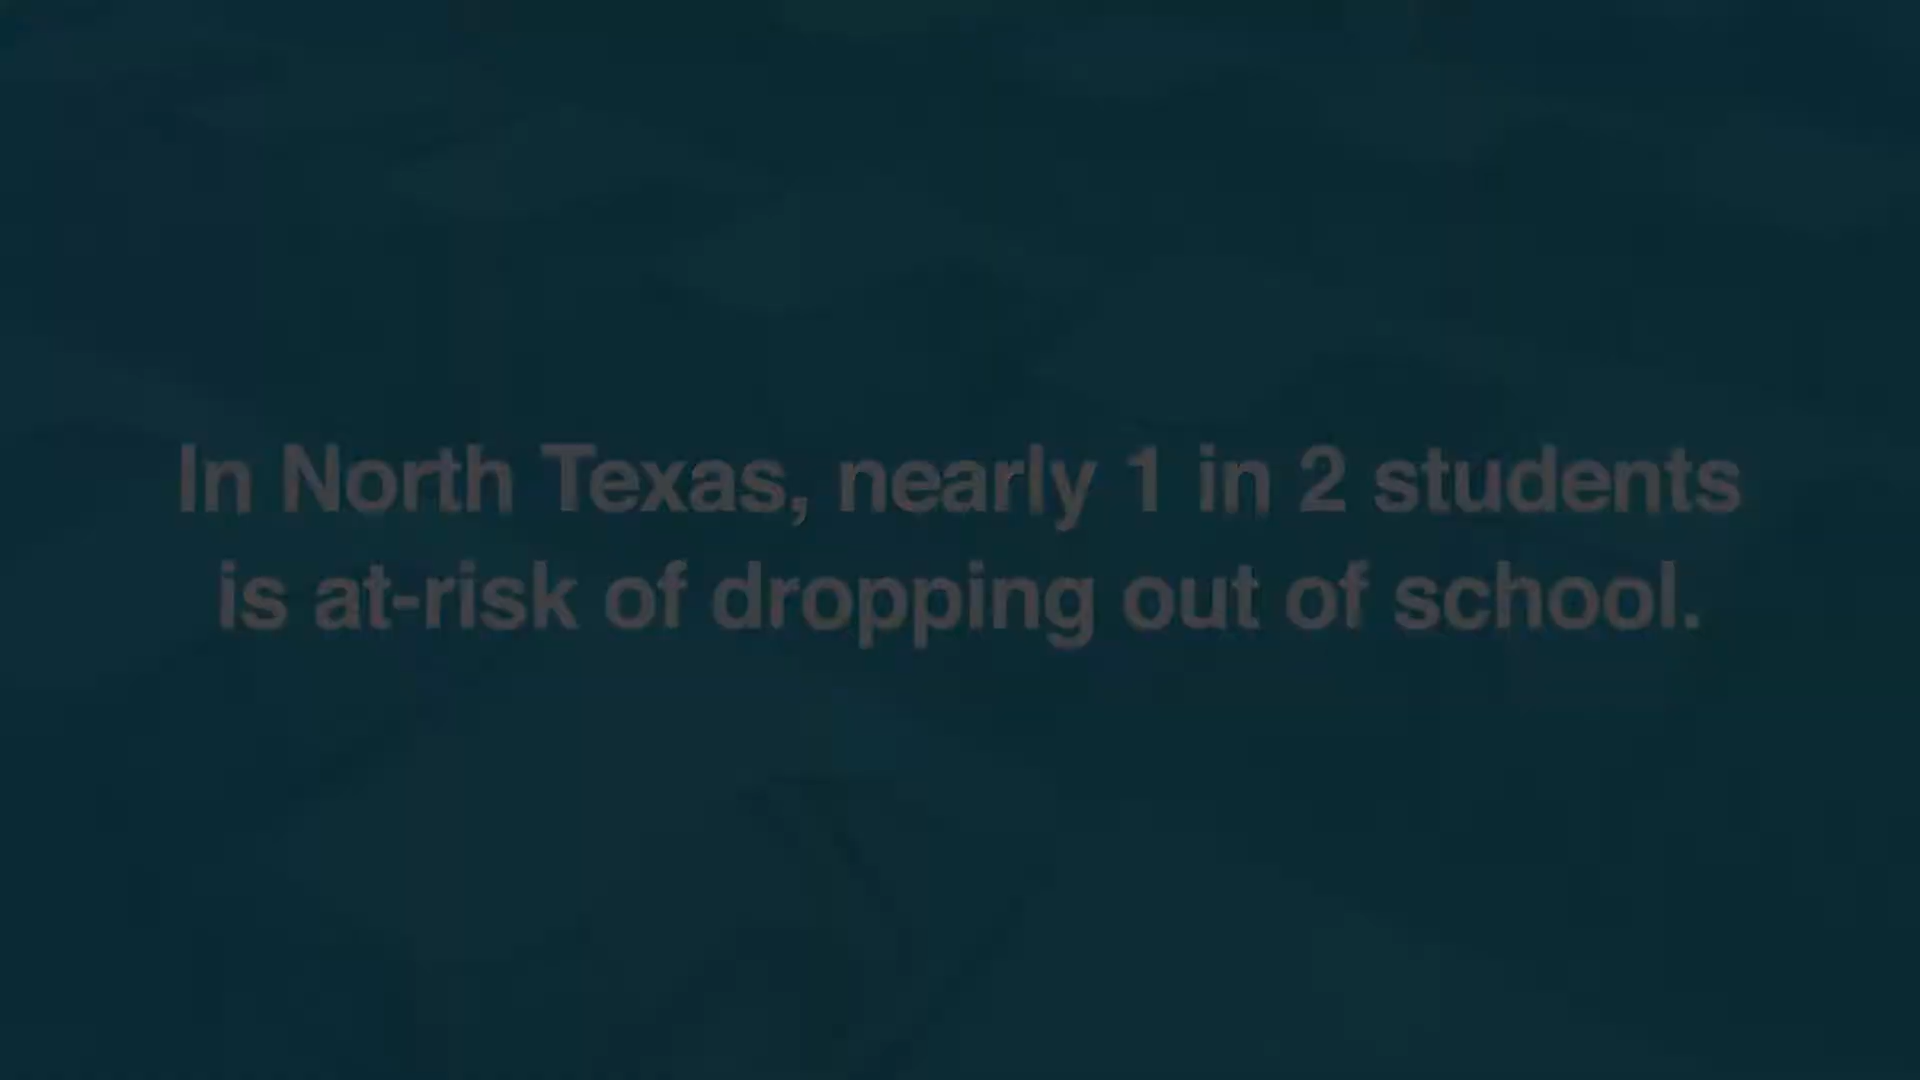 In North Texas, nearly 1 in 2 students
is at-risk of dropping out of school.